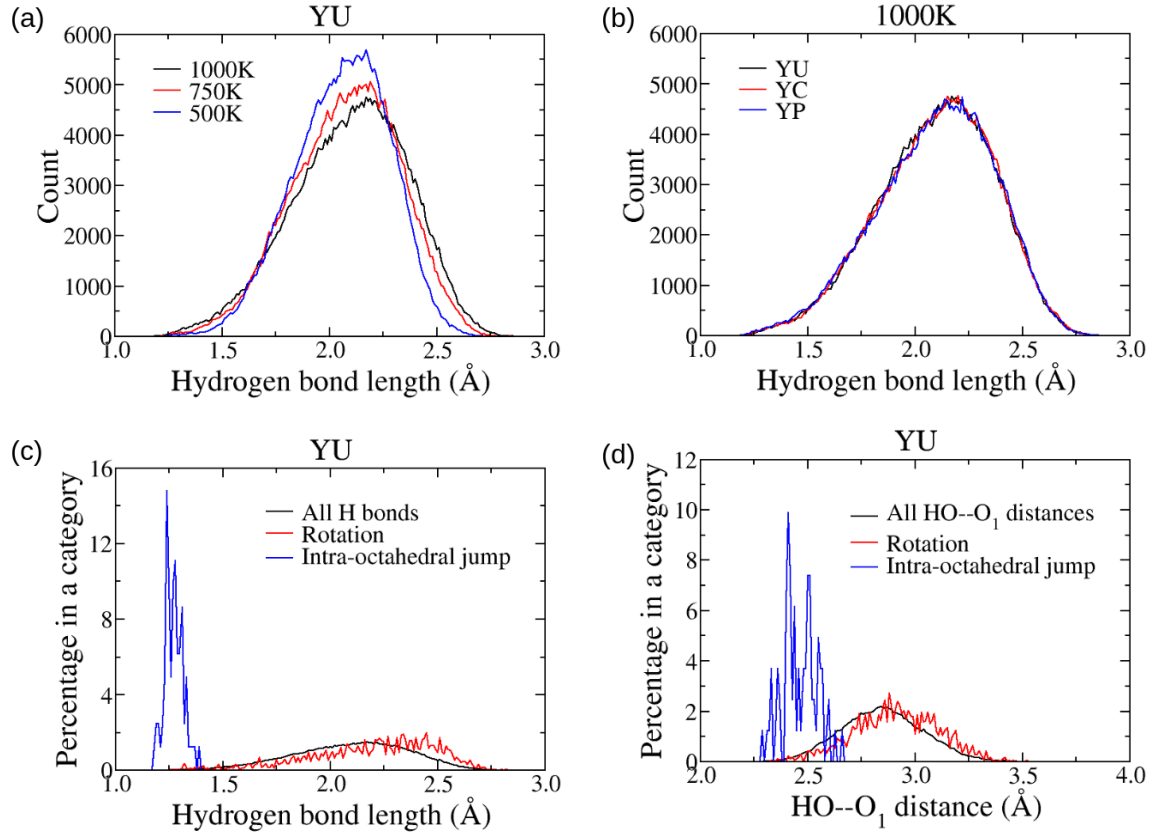 (a)
YU
6000
5000
4000
3000
2000
1000
0
Count
1000K
750K
500K
1.0 1.5 2.0 2.5 3.0
Hydrogen bond length (Å)
(b)
1000K
6000
5000
4000
3000
2000
1000
0
Count
YU
YC
YP
1.0 1.5 2.0 2.5 3.0
Hydrogen bond length (Å)
(c)
YU
16
12
8
4
0
Percentage in a category
All H bonds
Rotation
Intra-octahedral jump
1.0 1.5 2.0 2.5 3.0
Hydrogen bond length (Å)
(d)
YU
12
10
8
6
4
2
0
Percentage in a category
All HO--O₁ distances
Rotation
Intra-octahedral jump
2.0 2.5 3.0 3.5 4.0
HO--O₁ distance (Å)